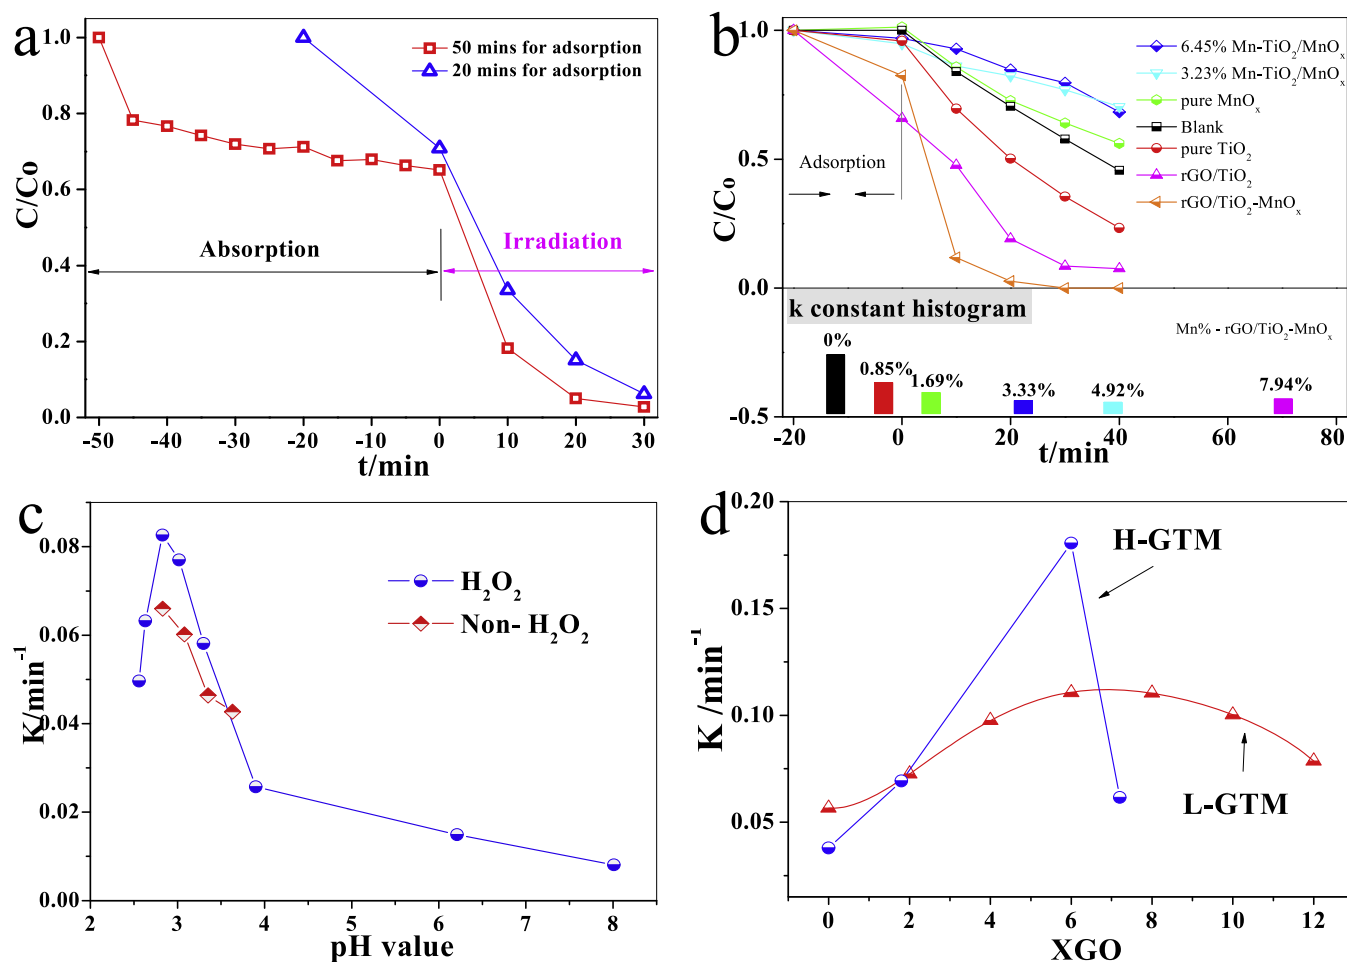 a
1.0
0.8
0.6
0.4
0.2
0.0
C/Co
50 mins for adsorption
20 mins for adsorption
Absorption
Irradiation
-50 -40 -30 -20 -10 0 10 20 30
t/min
b
1.0
0.5
0.0
-0.5
C/Co
6.45% Mn-TiO₂/MnOₓ
3.23% Mn-TiO₂/MnOₓ
pure MnOₓ
Blank
pure TiO₂
rGO/TiO₂
rGO/TiO₂-MnOₓ
Adsorption
k constant histogram
Mn% - rGO/TiO₂-MnOₓ
0%
0.85%
1.69%
3.33%
4.92%
7.94%
-20 0 20 40 60 80
t/min
c
0.08
0.06
0.04
0.02
0.00
K/min⁻¹
H₂O₂
Non- H₂O₂
2 3 4 5 6 7 8
pH value
d
0.20
0.15
0.10
0.05
K /min⁻¹
H-GTM
L-GTM
0 2 4 6 8 10 12
XGO